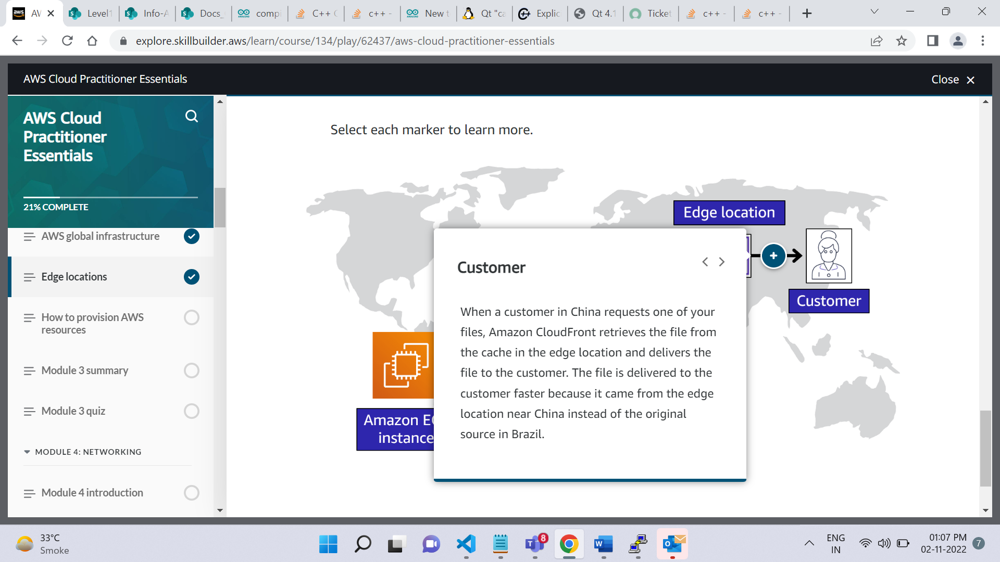 aws
AV
Level1
Info-A
Docs_
compi
C++ C
c++ -
New t
Qt "ca
Explic
Qt 4.1
Ticket
c++ -
c++ -
explore.skillbuilder.aws/learn/course/134/play/62437/aws-cloud-practitioner-essentials
AWS Cloud Practitioner Essentials
Close
AWS Cloud
Practitioner
Essentials
21% COMPLETE
AWS global infrastructure
Edge locations
How to provision AWS
resources
Module 3 summary
Module 3 quiz
MODULE 4: NETWORKING
Module 4 introduction
Select each marker to learn more.
Edge location
Customer
Customer
When a customer in China requests one of your
files, Amazon CloudFront retrieves the file from
the cache in the edge location and delivers the
file to the customer. The file is delivered to the
customer faster because it came from the edge
location near China instead of the original
source in Brazil.
Amazon EC
instance
33°C
Smoke
8
ENG
IN
01:07 PM
02-11-2022
7